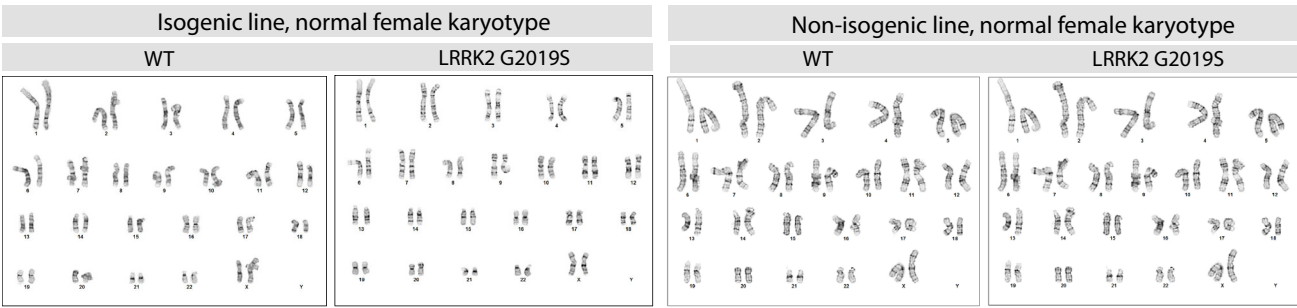 Isogenic line, normal female karyotype
WT
LRRK2 G2019S
1 2 3 4 5
6 7 8 9 10 11 12
13 14 15 16 17 18
19 20 21 22 X Y
1 2 3 4 5
6 7 8 9 10 11 12
13 14 15 16 17 18
19 20 21 22 X Y
Non-isogenic line, normal female karyotype
WT
LRRK2 G2019S
1 2 3 4 5
6 7 8 9 10 11 12
13 14 15 16 17 18
19 20 21 22 X Y
1 2 3 4 5
6 7 8 9 10 11 12
13 14 15 16 17 18
19 20 21 22 X Y